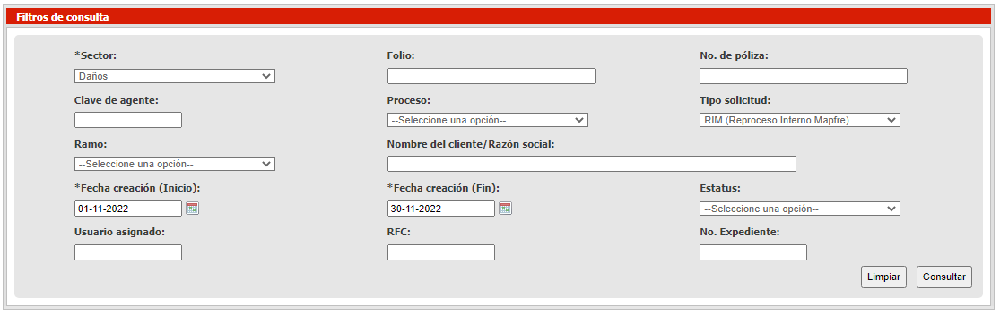 Filtros de consulta
*Sector: Folio: No. de póliza:
Daños
Clave de agente: Proceso: Tipo solicitud:
--Seleccione una opción-- RIM (Reproceso Interno Mapfre)
Ramo: Nombre del cliente/Razón social:
--Seleccione una opción--
*Fecha creación (Inicio): *Fecha creación (Fin): Estatus:
01-11-2022 30-11-2022 --Seleccione una opción--
Usuario asignado: RFC: No. Expediente:
Limpiar Consultar